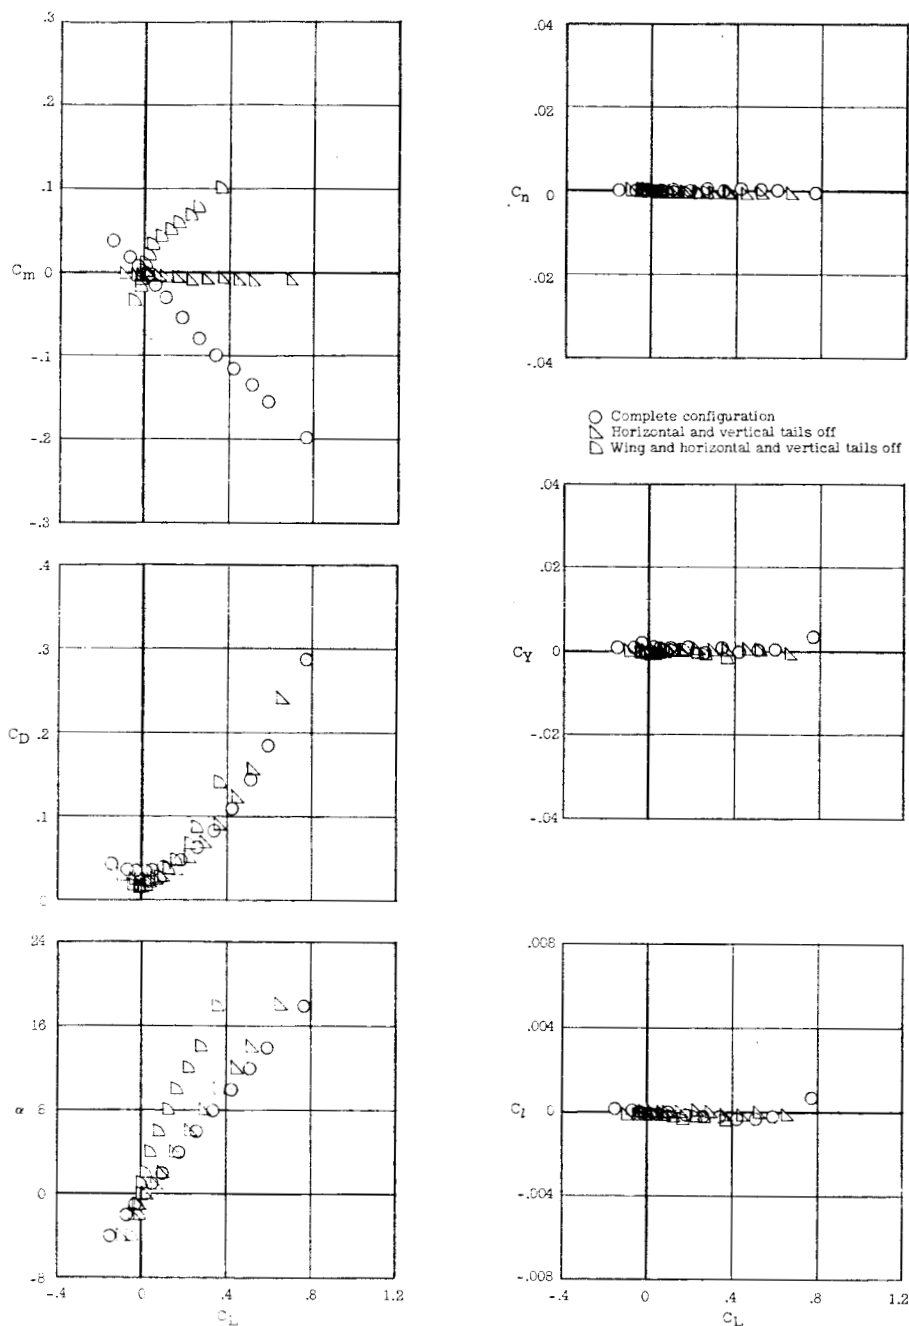 .3
.2
.1
Cm 0
-.1
-.2
-.3
.4
.3
CD .2
.1
0
24
16
α 8
0
-8
-.4 0 .4 .8 1.2
CL
.04
.02
Cn 0
-.02
-.04
Complete configuration
Horizontal and vertical tails off
Wing and horizontal and vertical tails off
.04
.02
CY 0
-.02
-.04
.008
.004
Cl 0
-.004
-.008
-.4 0 .4 .8 1.2
CL